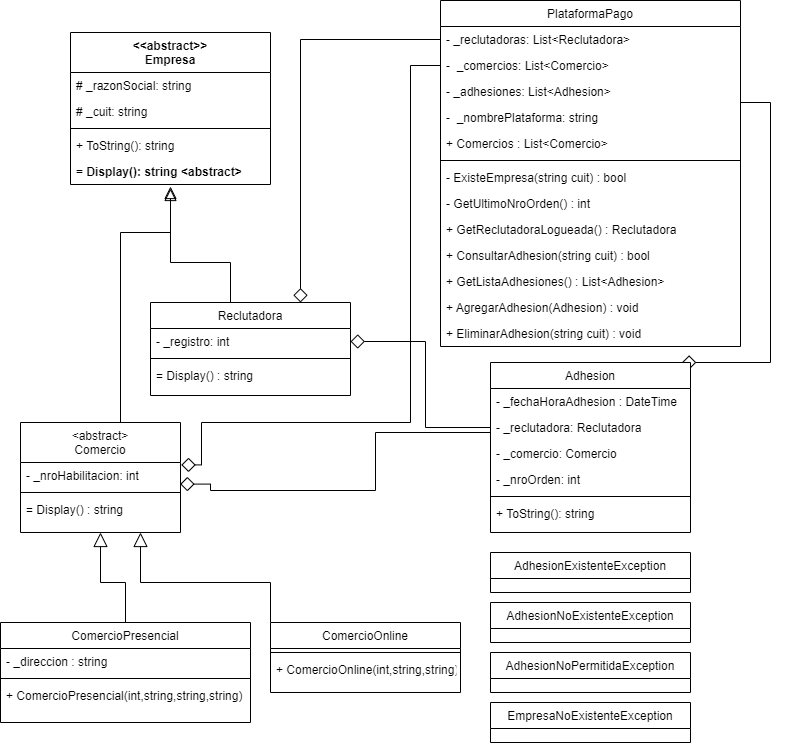 PlataformaPago
- _reclutadoras: List<Reclutadora>
- _comercios: List<Comercio>
- _adhesiones: List<Adhesion>
- _nombrePlataforma: string
+ Comercios : List<Comercio>
- ExisteEmpresa(string cuit) : bool
- GetUltimoNroOrden() : int
+ GetReclutadoraLogueada() : Reclutadora
+ ConsultarAdhesion(string cuit) : bool
+ GetListaAdhesiones() : List<Adhesion>
+ AgregarAdhesion(Adhesion) : void
+ EliminarAdhesion(string cuit) : void
<<abstract>>
Empresa
# _razonSocial: string
# _cuit: string
+ ToString(): string
= Display(): string <abstract>
Reclutadora
- _registro: int
= Display() : string
Adhesion
- _fechaHoraAdhesion : DateTime
- _reclutadora: Reclutadora
- _comercio: Comercio
- _nroOrden: int
+ ToString(): string
<abstract>
Comercio
- _nroHabilitacion: int
= Display() : string
ComercioPresencial
- _direccion : string
+ ComercioPresencial(int,string,string,string)
ComercioOnline
+ ComercioOnline(int,string,string)
AdhesionExistenteException
AdhesionNoExistenteException
AdhesionNoPermitidaException
EmpresaNoExistenteException